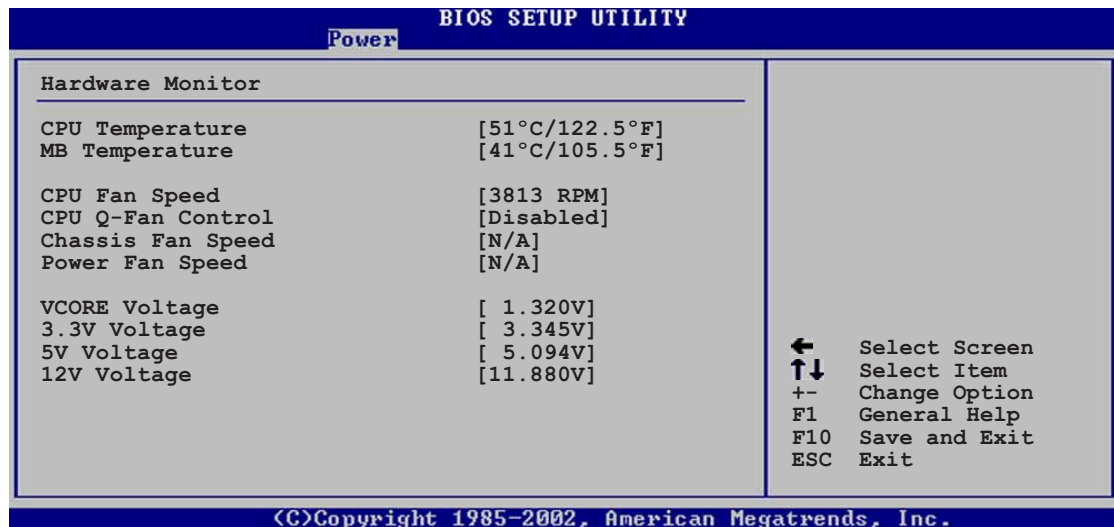 BIOS SETUP UTILITY
Power
Hardware Monitor
CPU Temperature [51°C/122.5°F]
MB Temperature [41°C/105.5°F]
CPU Fan Speed [3813 RPM]
CPU Q-Fan Control [Disabled]
Chassis Fan Speed [N/A]
Power Fan Speed [N/A]
VCORE Voltage [ 1.320V]
3.3V Voltage [ 3.345V]
5V Voltage [ 5.094V]
12V Voltage [11.880V]
← Select Screen
↑↓ Select Item
+- Change Option
F1 General Help
F10 Save and Exit
ESC Exit
(C)Copyright 1985-2002, American Megatrends, Inc.